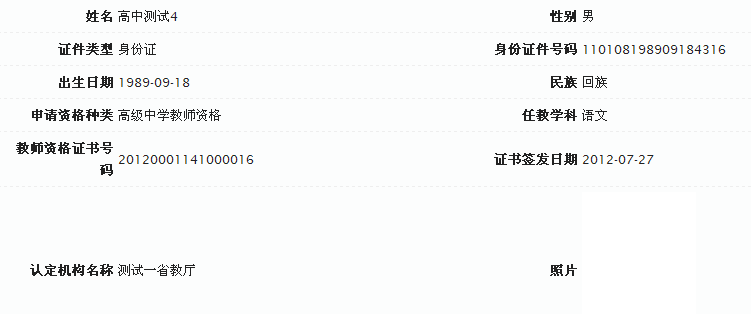 姓名 高中测试4 性别 男
证件类型 身份证 身份证件号码 110108198909184316
出生日期 1989-09-18 民族 回族
申请资格种类 高级中学教师资格 任教学科 语文
教师资格证书号
码 20120001141000016 证书签发日期 2012-07-27
认定机构名称 测试一省教厅 照片